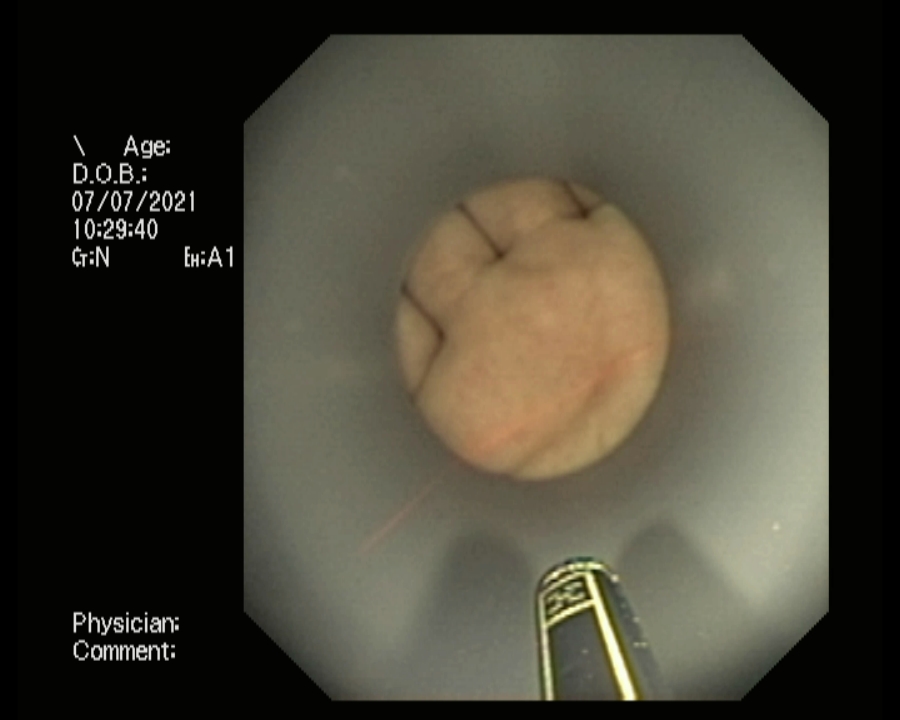 \ Age:
D.O.B.:
07/07/2021
10:29:40
Cr:N EH:A1
Physician:
Comment: